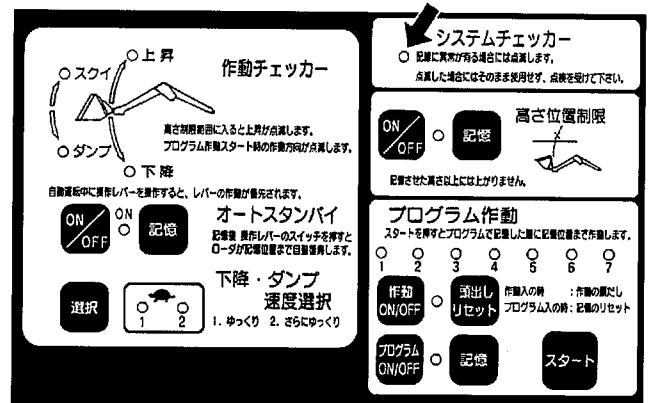 作動チェッカー
上昇
スクイ
ダンプ
下降
高さ制限範囲に入ると上昇が点滅します。
プログラム作動スタート時の作動方向が点滅します。
自動運転中に操作レバーを操作すると、レバーの作動が優先されます。
ON/OFF
ON
記憶
オートスタンバイ
記憶後 操作レバーのスイッチを押すと
ローダが記憶位置まで自動復帰します。
選択
1 2
下降・ダンプ
速度選択
1. ゆっくり 2. さらにゆっくり
システムチェッカー
配線に異常が有る場合には点滅します。
点滅した場合にはそのまま使用せず、点検を受けて下さい。
ON/OFF
記憶
高さ位置制限
記憶させた高さ以上には上がりません。
プログラム作動
スタートを押すとプログラムで記憶した順に記憶位置まで作動します。
1 2 3 4 5 6 7
作動
ON/OFF
頭出し
リセット
作動入の時 :作動の頭だし
プログラム入の時:記憶のリセット
プログラム
ON/OFF
記憶
スタート